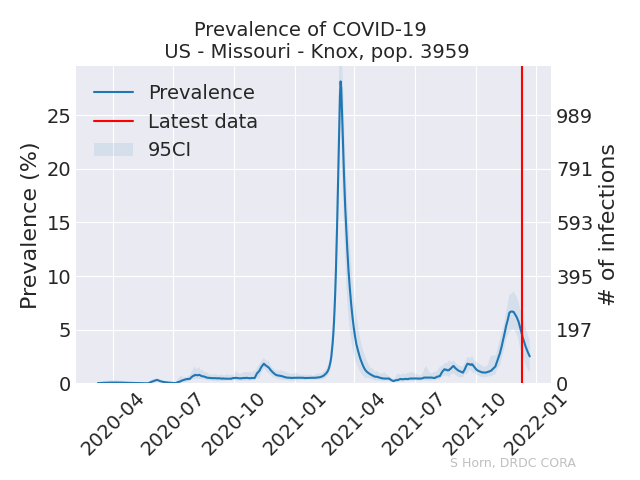 Prevalence of COVID-19
US - Missouri - Knox, pop. 3959
Prevalence
Latest data
95CI
Prevalence (%)
25
20
15
10
5
0
# of infections
989
791
593
395
197
0
2020-04
2020-07
2020-10
2021-01
2021-04
2021-07
2021-10
2022-01
S Horn, DRDC CORA